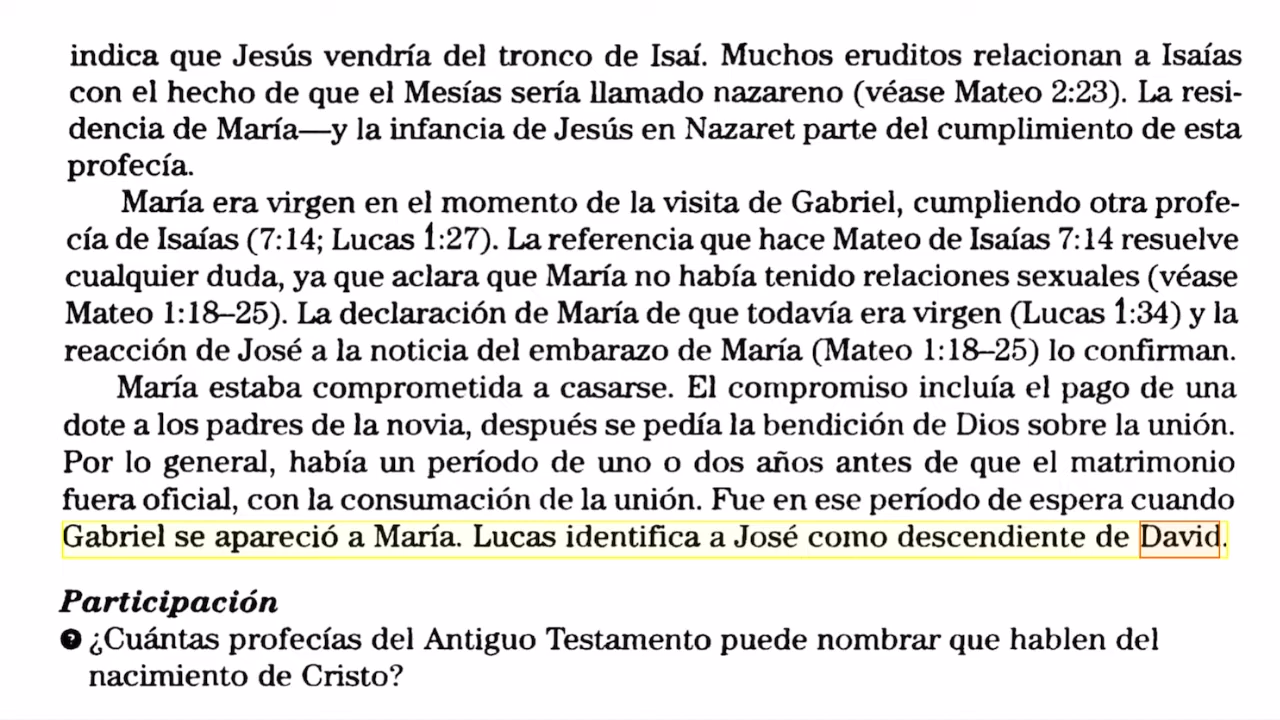 indica que Jesús vendría del tronco de Isaí. Muchos eruditos relacionan a Isaías
con el hecho de que el Mesías sería llamado nazareno (véase Mateo 2:23). La resi-
dencia de María—y la infancia de Jesús en Nazaret parte del cumplimiento de esta
profecía.
María era virgen en el momento de la visita de Gabriel, cumpliendo otra profe-
cía de Isaías (7:14; Lucas 1:27). La referencia que hace Mateo de Isaías 7:14 resuelve
cualquier duda, ya que aclara que María no había tenido relaciones sexuales (véase
Mateo 1:18–25). La declaración de María de que todavía era virgen (Lucas 1:34) y la
reacción de José a la noticia del embarazo de María (Mateo 1:18–25) lo confirman.
María estaba comprometida a casarse. El compromiso incluía el pago de una
dote a los padres de la novia, después se pedía la bendición de Dios sobre la unión.
Por lo general, había un período de uno o dos años antes de que el matrimonio
fuera oficial, con la consumación de la unión. Fue en ese período de espera cuando
Gabriel se apareció a María. Lucas identifica a José como descendiente de David.
Participación
? ¿Cuántas profecías del Antiguo Testamento puede nombrar que hablen del
nacimiento de Cristo?